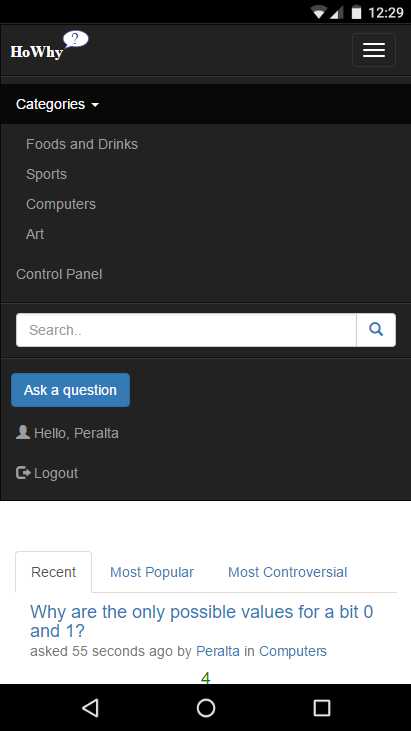 12:29
HoWhy ?
Categories
Foods and Drinks
Sports
Computers
Art
Control Panel
Search..
Ask a question
Hello, Peralta
Logout
Recent Most Popular Most Controversial
Why are the only possible values for a bit 0
and 1?
asked 55 seconds ago by Peralta in Computers
4